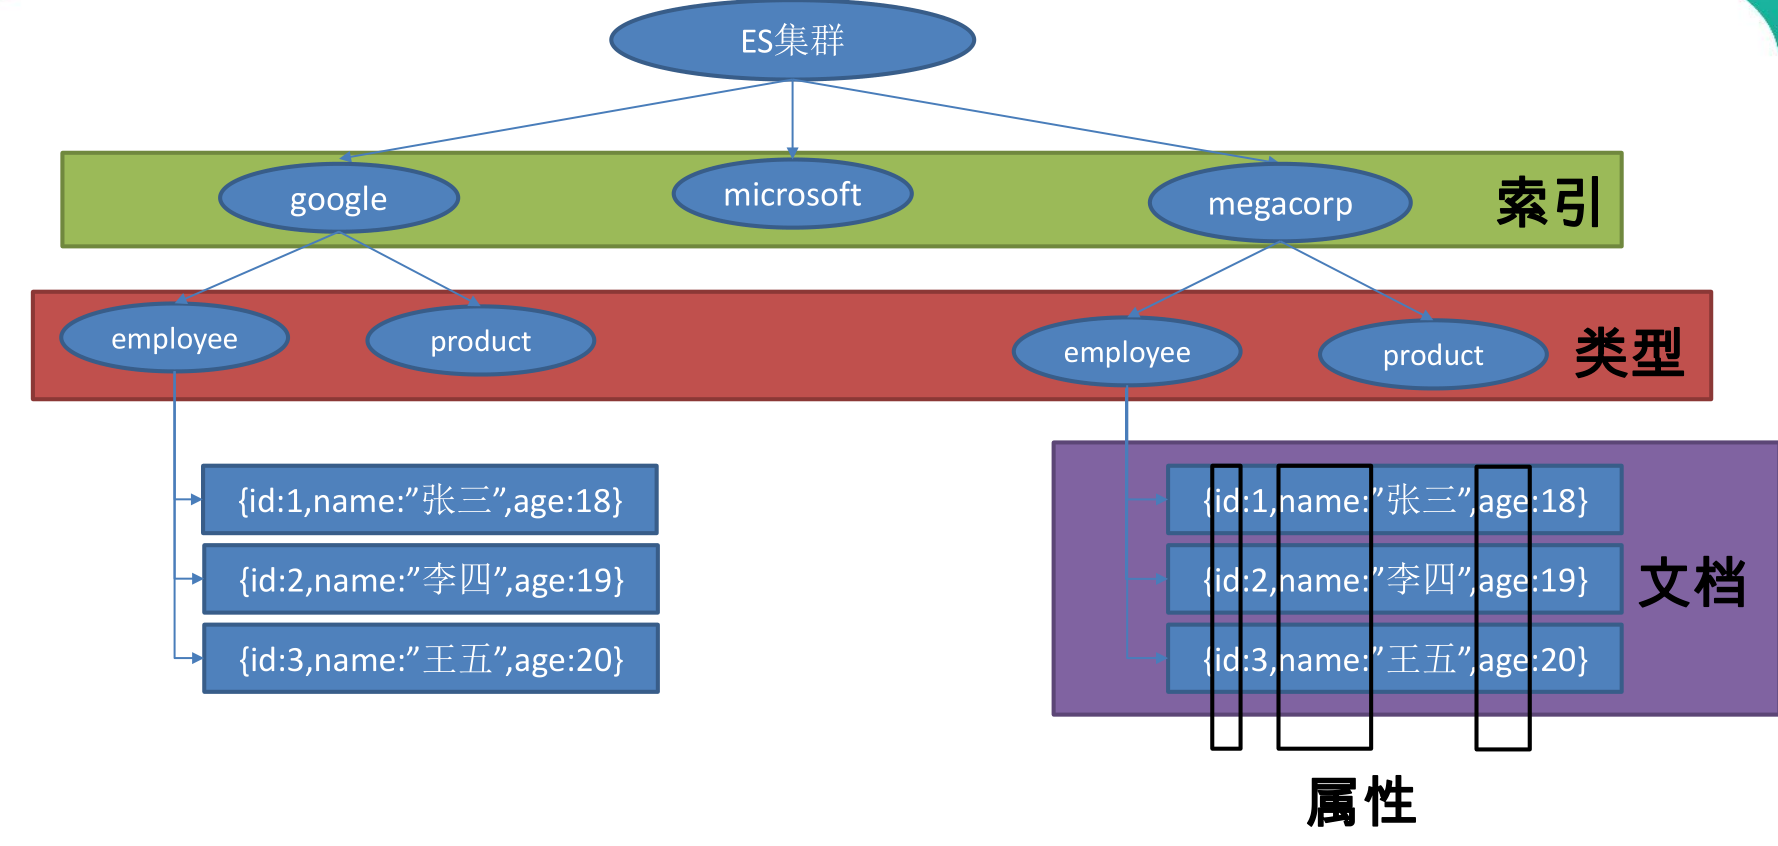 ES集群
google
microsoft
megacorp
索引
employee
product
employee
product
类型
{id:1,name:”张三”,age:18}
{id:2,name:”李四”,age:19}
{id:3,name:”王五”,age:20}
{id:1,name:”张三”,age:18}
{id:2,name:”李四”,age:19}
{id:3,name:”王五”,age:20}
文档
属性